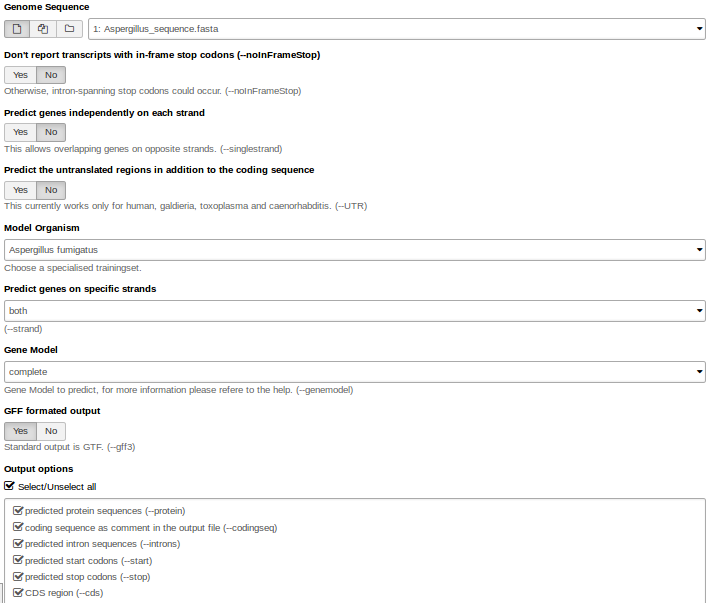 Genome Sequence
1: Aspergillus_sequence.fasta
Don't report transcripts with in-frame stop codons (--noInFrameStop)
Yes No
Otherwise, intron-spanning stop codons could occur. (--noInFrameStop)
Predict genes independently on each strand
Yes No
This allows overlapping genes on opposite strands. (--singlestrand)
Predict the untranslated regions in addition to the coding sequence
Yes No
This currently works only for human, galdieria, toxoplasma and caenorhabditis. (--UTR)
Model Organism
Aspergillus fumigatus
Choose a specialised trainingset.
Predict genes on specific strands
both
(--strand)
Gene Model
complete
Gene Model to predict, for more information please refere to the help. (--genemodel)
GFF formated output
Yes No
Standard output is GTF. (--gff3)
Output options
Select/Unselect all
predicted protein sequences (--protein)
coding sequence as comment in the output file (--codingseq)
predicted intron sequences (--introns)
predicted start codons (--start)
predicted stop codons (--stop)
CDS region (--cds)